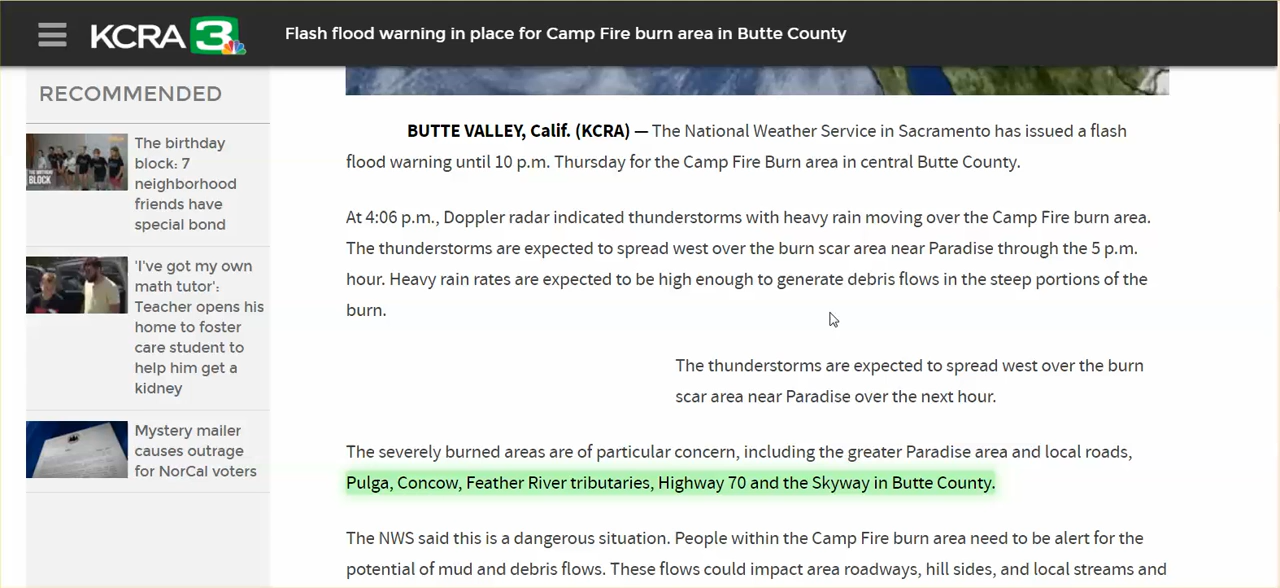 KCRA 3
Flash flood warning in place for Camp Fire burn area in Butte County
RECOMMENDED
The birthday
block: 7
neighborhood
friends have
special bond
'I've got my own
math tutor':
Teacher opens his
home to foster
care student to
help him get a
kidney
Mystery mailer
causes outrage
for NorCal voters
BUTTE VALLEY, Calif. (KCRA) — The National Weather Service in Sacramento has issued a flash
flood warning until 10 p.m. Thursday for the Camp Fire Burn area in central Butte County.
At 4:06 p.m., Doppler radar indicated thunderstorms with heavy rain moving over the Camp Fire burn area.
The thunderstorms are expected to spread west over the burn scar area near Paradise through the 5 p.m.
hour. Heavy rain rates are expected to be high enough to generate debris flows in the steep portions of the
burn.
The thunderstorms are expected to spread west over the burn
scar area near Paradise over the next hour.
The severely burned areas are of particular concern, including the greater Paradise area and local roads,
Pulga, Concow, Feather River tributaries, Highway 70 and the Skyway in Butte County.
The NWS said this is a dangerous situation. People within the Camp Fire burn area need to be alert for the
potential of mud and debris flows. These flows could impact area roadways, hill sides, and local streams and